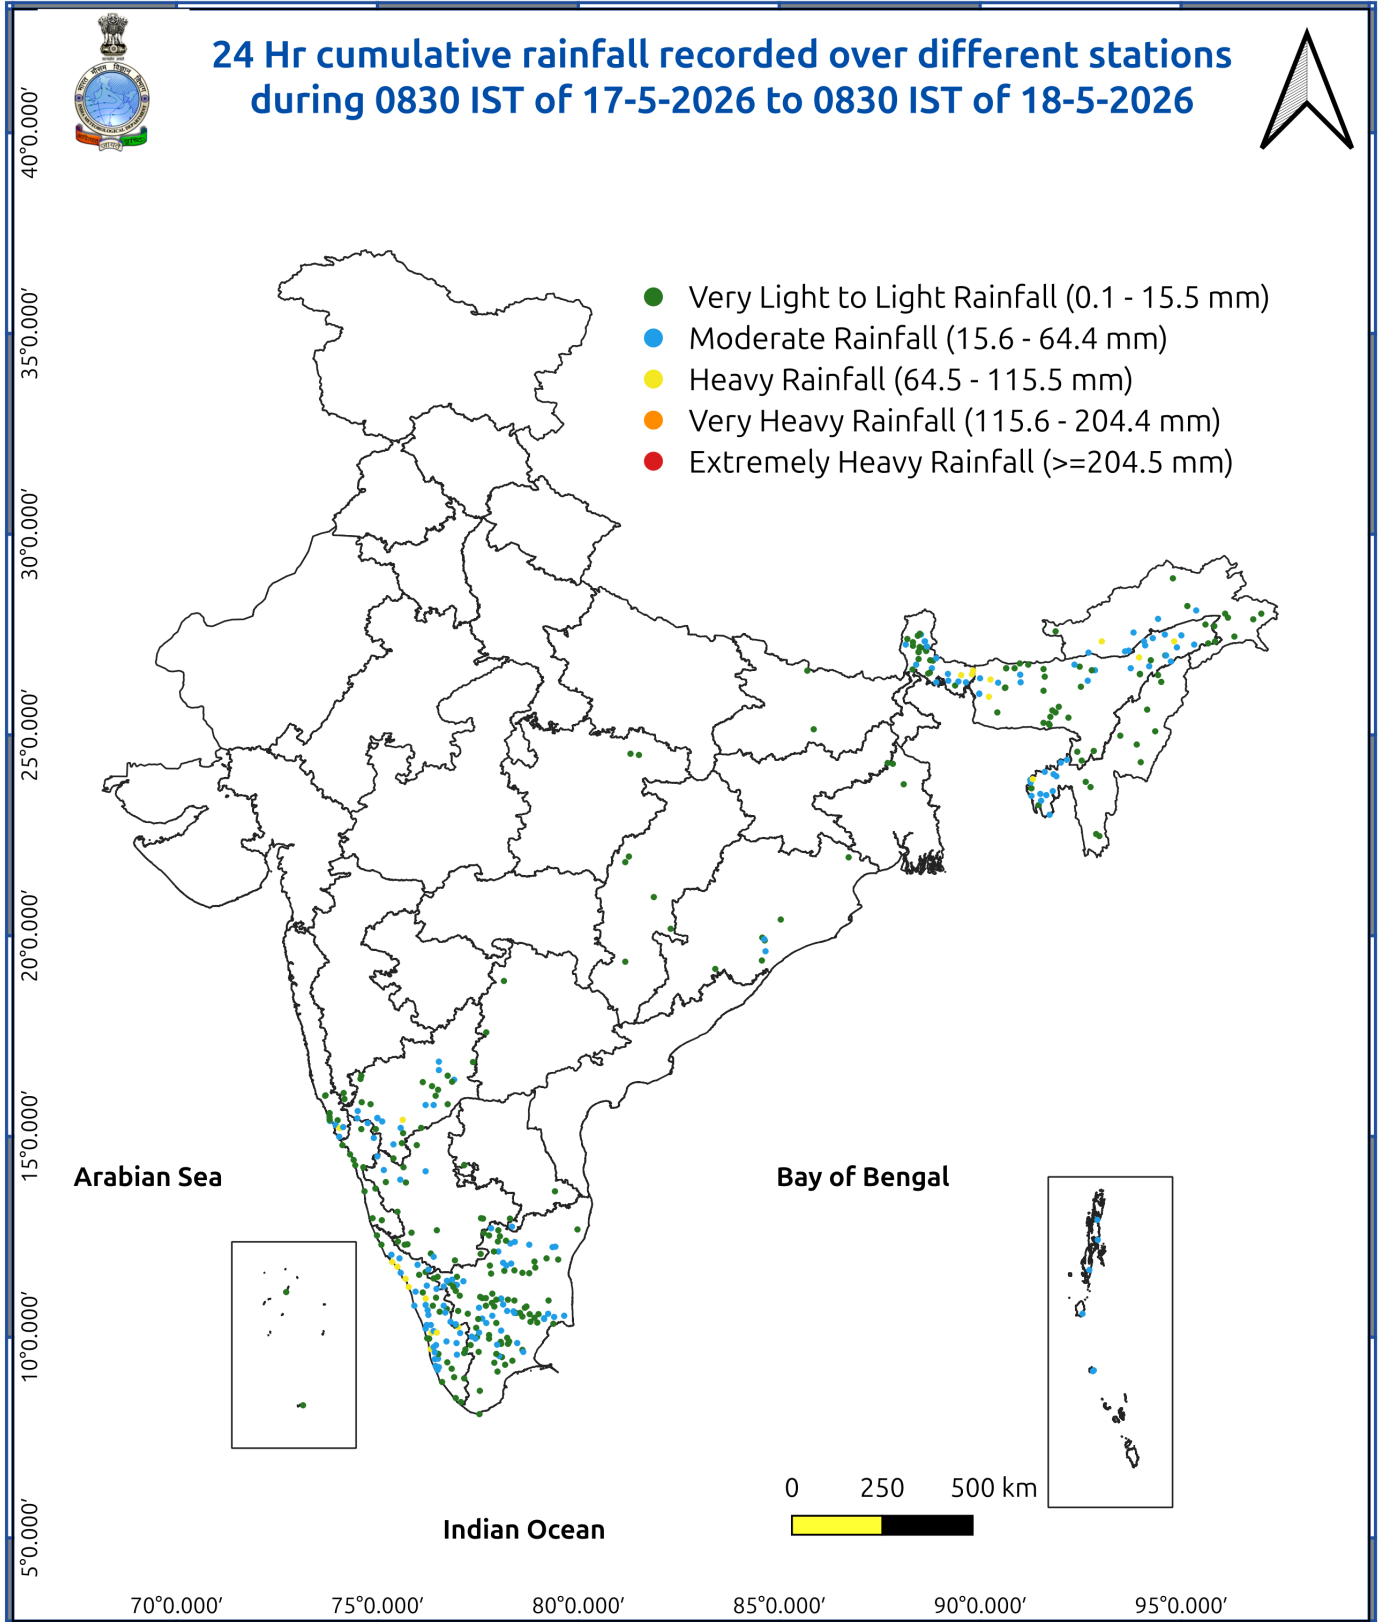 24 Hr cumulative rainfall recorded over different stations
during 0830 IST of 17-5-2026 to 0830 IST of 18-5-2026
Very Light to Light Rainfall (0.1 - 15.5 mm)
Moderate Rainfall (15.6 - 64.4 mm)
Heavy Rainfall (64.5 - 115.5 mm)
Very Heavy Rainfall (115.6 - 204.4 mm)
Extremely Heavy Rainfall (>=204.5 mm)
40°0.000′
35°0.000′
30°0.000′
25°0.000′
20°0.000′
15°0.000′
10°0.000′
5°0.000′
Arabian Sea
Bay of Bengal
Indian Ocean
0 250 500 km
70°0.000′ 75°0.000′ 80°0.000′ 85°0.000′ 90°0.000′ 95°0.000′